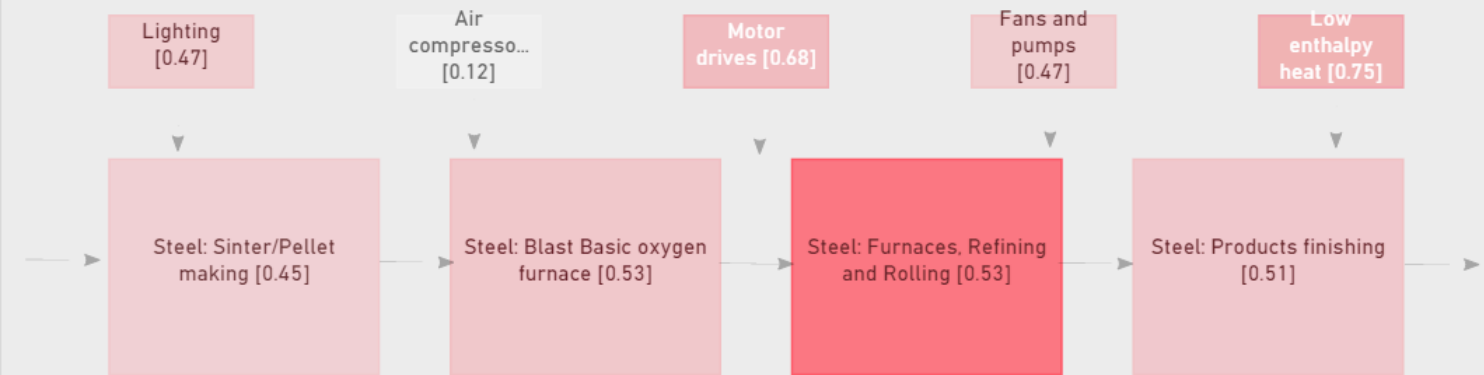 Lighting
[0.47]
Air
compresso...
[0.12]
Motor
drives [0.68]
Fans and
pumps
[0.47]
Low
enthalpy
heat [0.75]
Steel: Sinter/Pellet
making [0.45]
Steel: Blast Basic oxygen
furnace [0.53]
Steel: Furnaces, Refining
and Rolling [0.53]
Steel: Products finishing
[0.51]